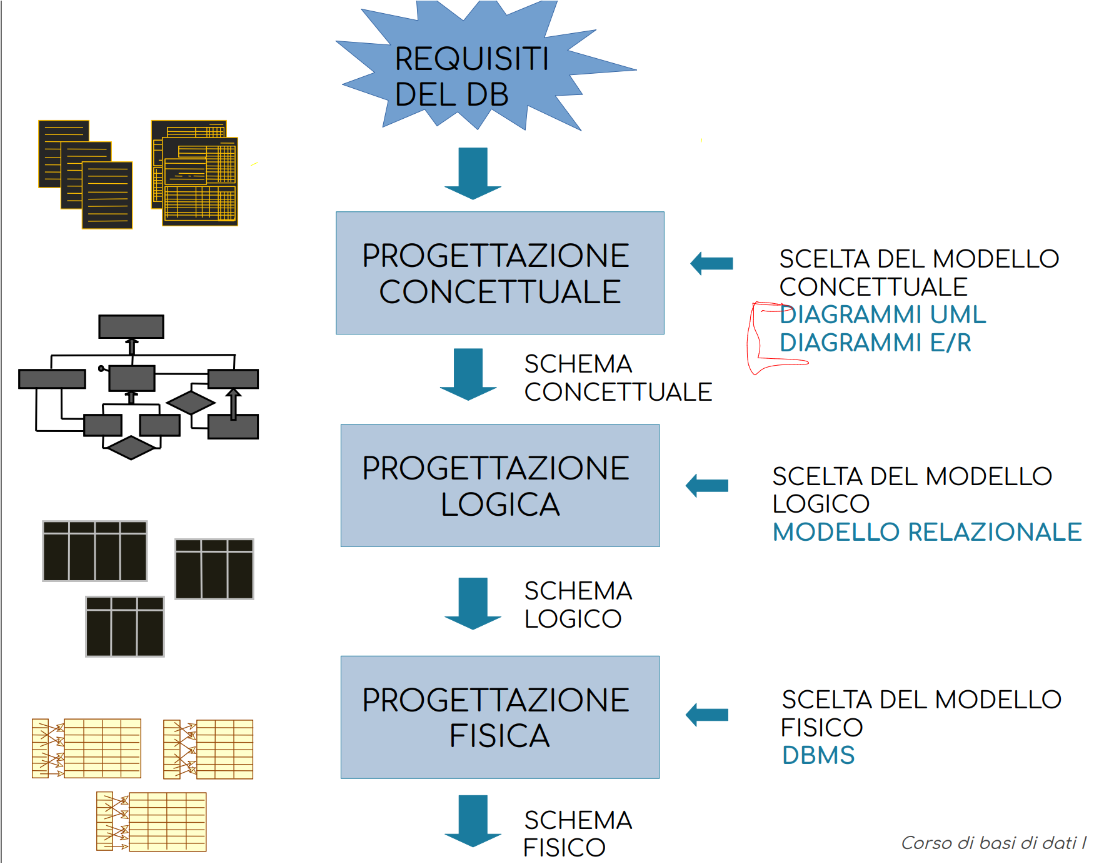 REQUISITI
DEL DB
PROGETTAZIONE
CONCETTUALE
SCELTA DEL MODELLO
CONCETTUALE
DIAGRAMMI UML
DIAGRAMMI E/R
SCHEMA
CONCETTUALE
PROGETTAZIONE
LOGICA
SCELTA DEL MODELLO
LOGICO
MODELLO RELAZIONALE
SCHEMA
LOGICO
PROGETTAZIONE
FISICA
SCELTA DEL MODELLO
FISICO
DBMS
SCHEMA
FISICO
Corso di basi di dati I